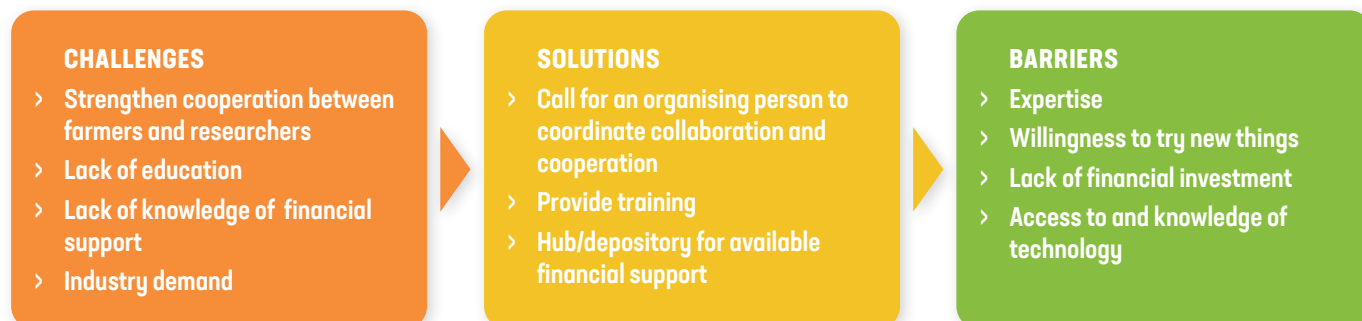 CHALLENGES
> Strengthen cooperation between
farmers and researchers
> Lack of education
> Lack of knowledge of financial
support
> Industry demand
SOLUTIONS
> Call for an organising person to
coordinate collaboration and
cooperation
> Provide training
> Hub/depository for available
financial support
BARRIERS
> Expertise
> Willingness to try new things
> Lack of financial investment
> Access to and knowledge of
technology